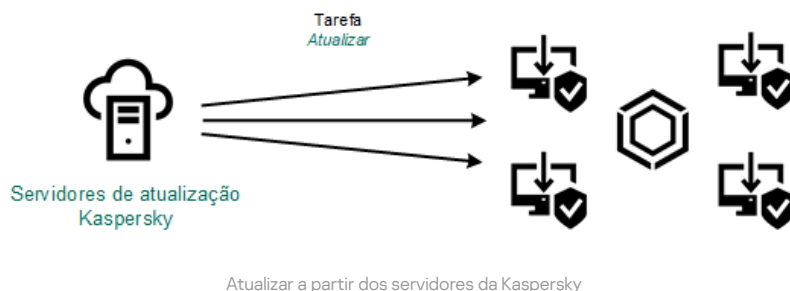 Tarefa
Atualizar
Servidores de atualização
Kaspersky
Atualizar a partir dos servidores da Kaspersky